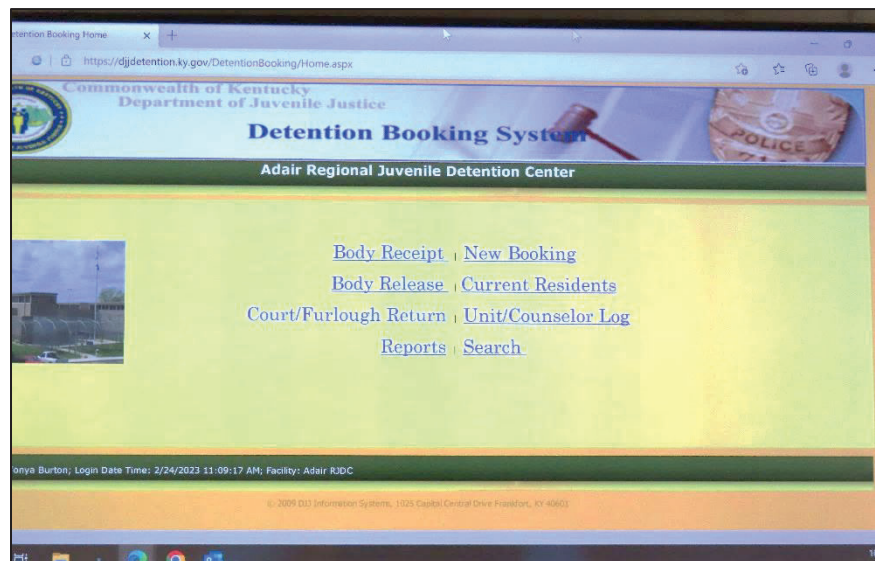 etention Booking Home
https://djjdetention.ky.gov/DetentionBooking/Home.aspx
Commonwealth of Kentucky
Department of Juvenile Justice
Detention Booking System
POLICE
Adair Regional Juvenile Detention Center
Body Receipt | New Booking
Body Release | Current Residents
Court/Furlough Return | Unit/Counselor Log
Reports | Search
onya Burton; Login Date Time: 2/24/2023 11:09:17 AM; Facility: Adair RJDC
© 2009 DJJ Information Systems, 1025 Capital Central Drive Frankfort, KY 40601